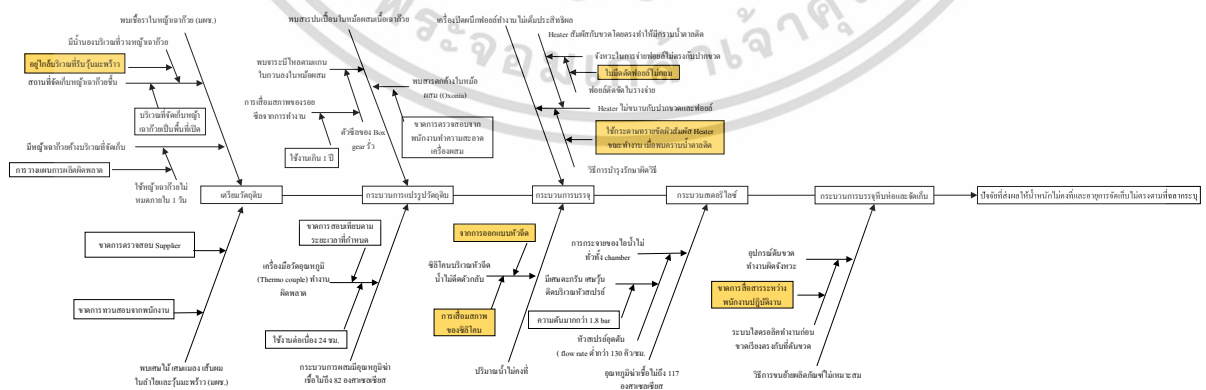 พระจอมเกล้าเจ้าคุณ
พบเชื้อราในหญ้าเฉาก๊วย (มผช.)
มีน้ำนองบริเวณที่วางหญ้าเฉาก๊วย
อยู่ใกล้บริเวณที่รับวุ้นมะพร้าว
สถานที่จัดเก็บหญ้าเฉาก๊วยชื้น
บริเวณที่จัดเก็บหญ้า
เฉาก๊วยเป็นพื้นที่เปิด
มีหญ้าเฉาก๊วยค้างบริเวณที่จัดเก็บ
การวางแผนการผลิตผิดพลาด
ใช้หญ้าเฉาก๊วยไม่
หมดภายใน 1 วัน
พบสารปนเปื้อนในหม้อผสมเนื้อเฉาก๊วย
พบจาระบีไหลตามแกน
ใบกวนลงในหม้อผสม
พบสารตกค้างในหม้อ
ผสม (Oxonia)
การเสื่อมสภาพของรอย
ซีลจากการทำงาน
ตัวซีลของ Box
gear รั่ว
ขาดการตรวจสอบจาก
พนักงานทำความสะอาด
เครื่องผสม
ใช้งานเกิน 1 ปี
เครื่องปิดผนึกฟอยล์ทำงานไม่เต็มประสิทธิผล
Heater สัมผัสกับขวดโดยตรงทำให้มีคราบน้ำตาลติด
จังหวะในการจ่ายฟอยล์ไม่ตรงกับปากขวด
ใบมีดตัดฟอยล์ไม่กลม
ฟอยล์ติดขัดในรางจ่าย
Heater ไม่ขนานกับปากขวดและฟอยล์
ใช้กระดาษทรายขัดผิวสัมผัส Heater
ขณะทำงาน เมื่อพบคราบน้ำตาลติด
วิธีการบำรุงรักษาผิดวิธี
เตรียมวัตถุดิบ
กระบวนการแปรรูปวัตถุดิบ
กระบวนการบรรจุ
กระบวนสเตอริไลซ์
กระบวนการบรรจุหีบห่อและจัดเก็บ
ปัจจัยที่ส่งผลให้น้ำหนักไม่คงที่และอายุการจัดเก็บไม่ตรงตามที่ฉลากระบุ
ขาดการตรวจสอบ Supplier
ขาดการทวนสอบจากพนักงาน
พบเศษไม้ เศษแมลง เส้นผม
ในลำไยและวุ้นมะพร้าว (มผช.)
ขาดการสอบเทียบตาม
ระยะเวลาที่กำหนด
เครื่องมือวัดอุณหภูมิ
(Thermo couple) ทำงาน
ผิดพลาด
ใช้งานต่อเนื่อง 24 ชม.
กระบวนการผสมมีอุณหภูมิฆ่า
เชื้อไม่ถึง 82 องศาเซลเซียส
จากการออกแบบหัวฉีด
ซิลิโคนบริเวณหัวฉีด
น้ำไม่ดีดตัวกลับ
การเสื่อมสภาพ
ของซิลิโคน
ปริมาณน้ำไม่คงที่
การกระจายของไอน้ำไม่
ทั่วทั้ง chamber
มีเศษตะกรัน เศษวุ้น
ติดบริเวณหัวสเปรย์
ความดันมากกว่า 1.8 bar
หัวสเปรย์อุดตัน
( flow rate ต่ำกว่า 130 คิว/ชม.
อุณหภูมิฆ่าเชื้อไม่ถึง 117
องศาเซลเซียส
อุปกรณ์ดันขวด
ทำงานผิดจังหวะ
ขาดการสื่อสารระหว่าง
พนักงานปฏิบัติงาน
ระบบไฮดรอลิคทำงานก่อน
ขวดเรียงตรงกับที่ดันขวด
วิธีการขนย้ายผลิตภัณฑ์ไม่เหมาะสม